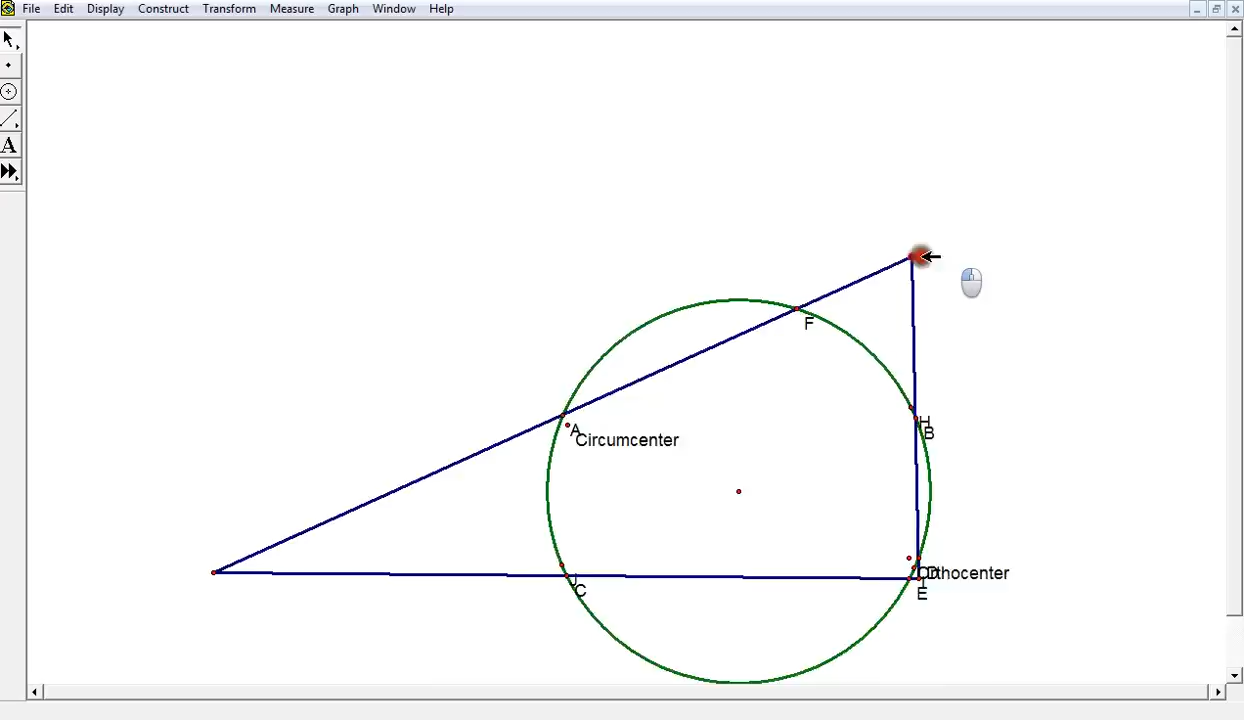 File Edit Display Construct Transform Measure Graph Window Help
A
F
H
B
A
Circumcenter
D
Orthocenter
I
J
C
E